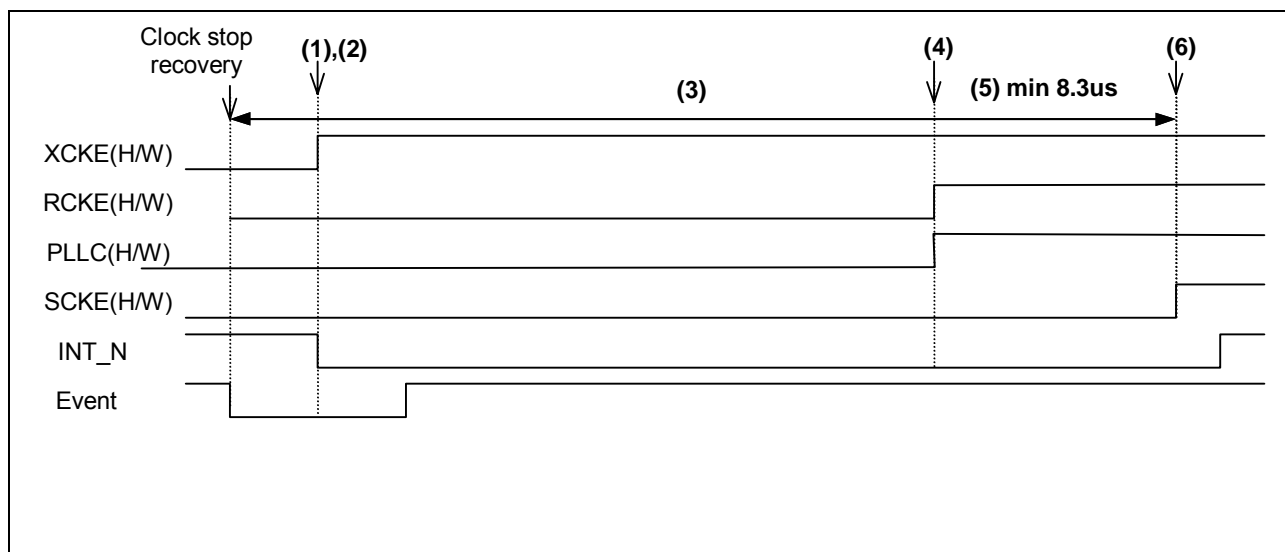 Clock stop
recovery
(1),(2)
(4)
(6)
(3)
(5) min 8.3us
XCKE(H/W)
RCKE(H/W)
PLLC(H/W)
SCKE(H/W)
INT_N
Event